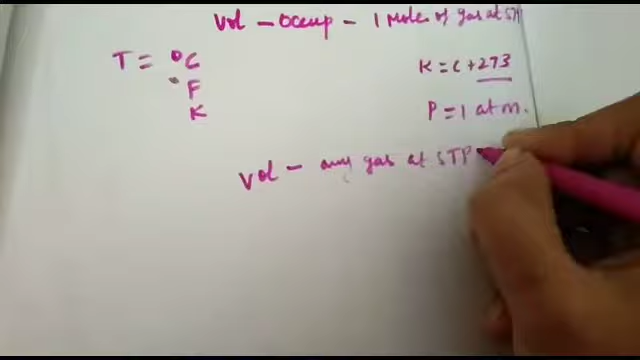 Vol - Occup - 1 Mole of gas at STP
T = °C
°F
K
K = C + 273
P = 1 atm.
Vol - any gas at STP